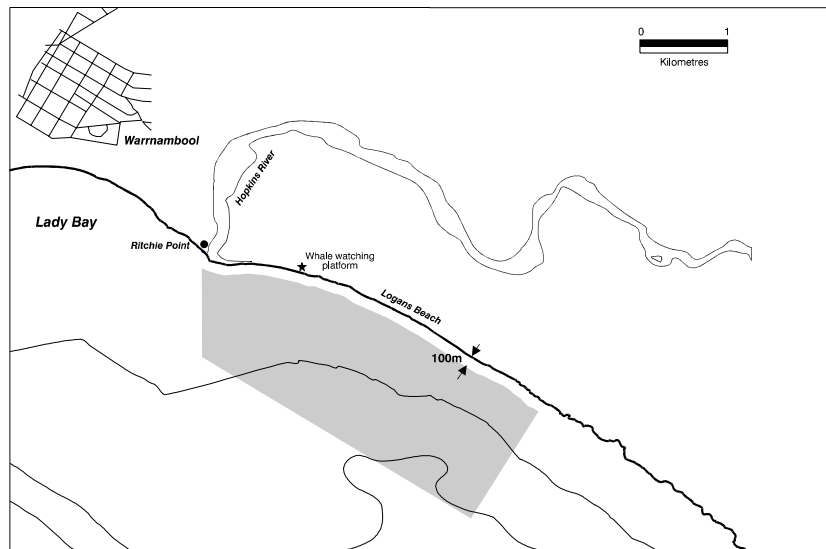 0 1
Kilometres
Warrnambool
Hopkins River
Lady Bay
Ritchie Point
Whale watching
platform
Logans Beach
100m